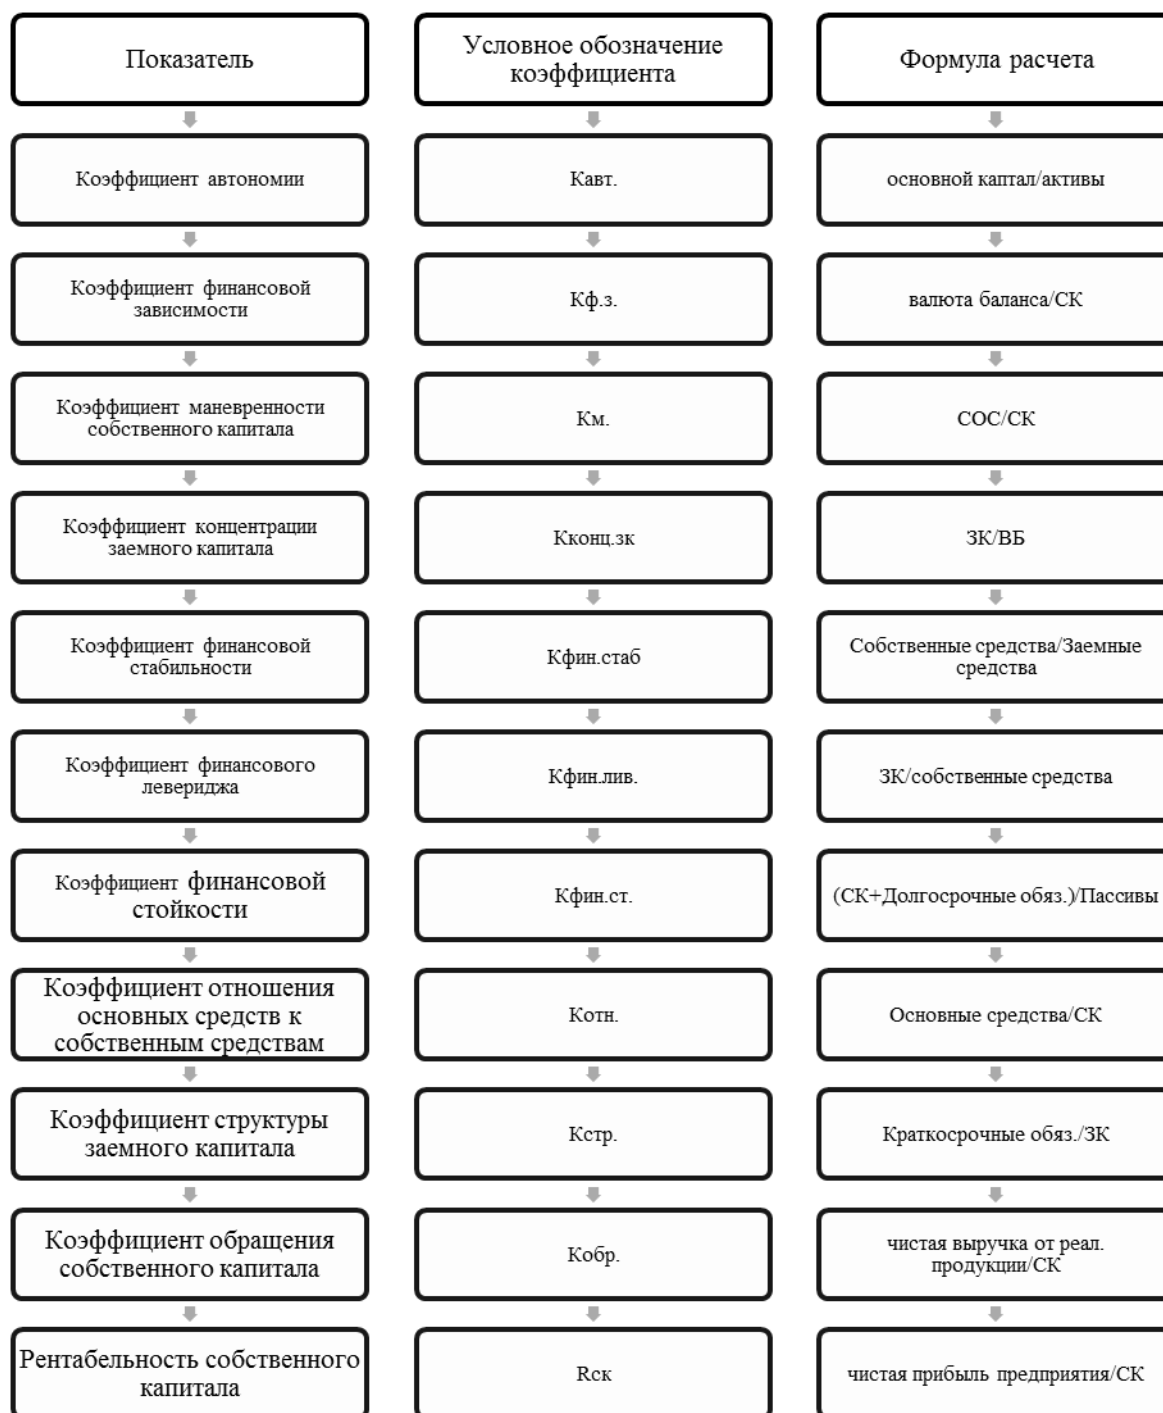 Показатель
Условное обозначение
коэффициента
Формула расчета
Коэффициент автономии
Кавт.
основной каптал/активы
Коэффициент финансовой
зависимости
Кф.з.
валюта баланса/СК
Коэффициент маневренности
собственного капитала
Км.
СОС/СК
Коэффициент концентрации
заемного капитала
Кконц.зк
ЗК/ВБ
Коэффициент финансовой
стабильности
Кфин.стаб
Собственные средства/Заемные
средства
Коэффициент финансового
левериджа
Кфин.лив.
ЗК/собственные средства
Коэффициент финансовой
стойкости
Кфин.ст.
(СК+Долгосрочные обяз.)/Пассивы
Коэффициент отношения
основных средств к
собственным средствам
Котн.
Основные средства/СК
Коэффициент структуры
заемного капитала
Кстр.
Краткосрочные обяз./ЗК
Коэффициент обращения
собственного капитала
Кобр.
чистая выручка от реал.
продукции/СК
Рентабельность собственного
капитала
Rск
чистая прибыль предприятия/СК